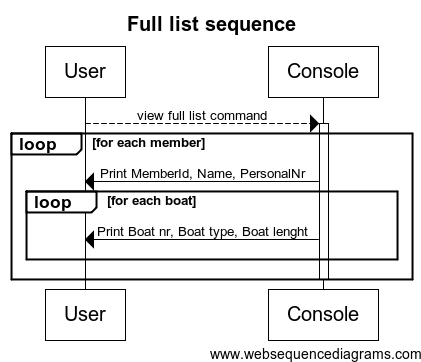 Full list sequence
User Console
view full list command
loop [for each member]
Print MemberId, Name, PersonalNr
loop [for each boat]
Print Boat nr, Boat type, Boat lenght
User Console
www.websequencediagrams.com